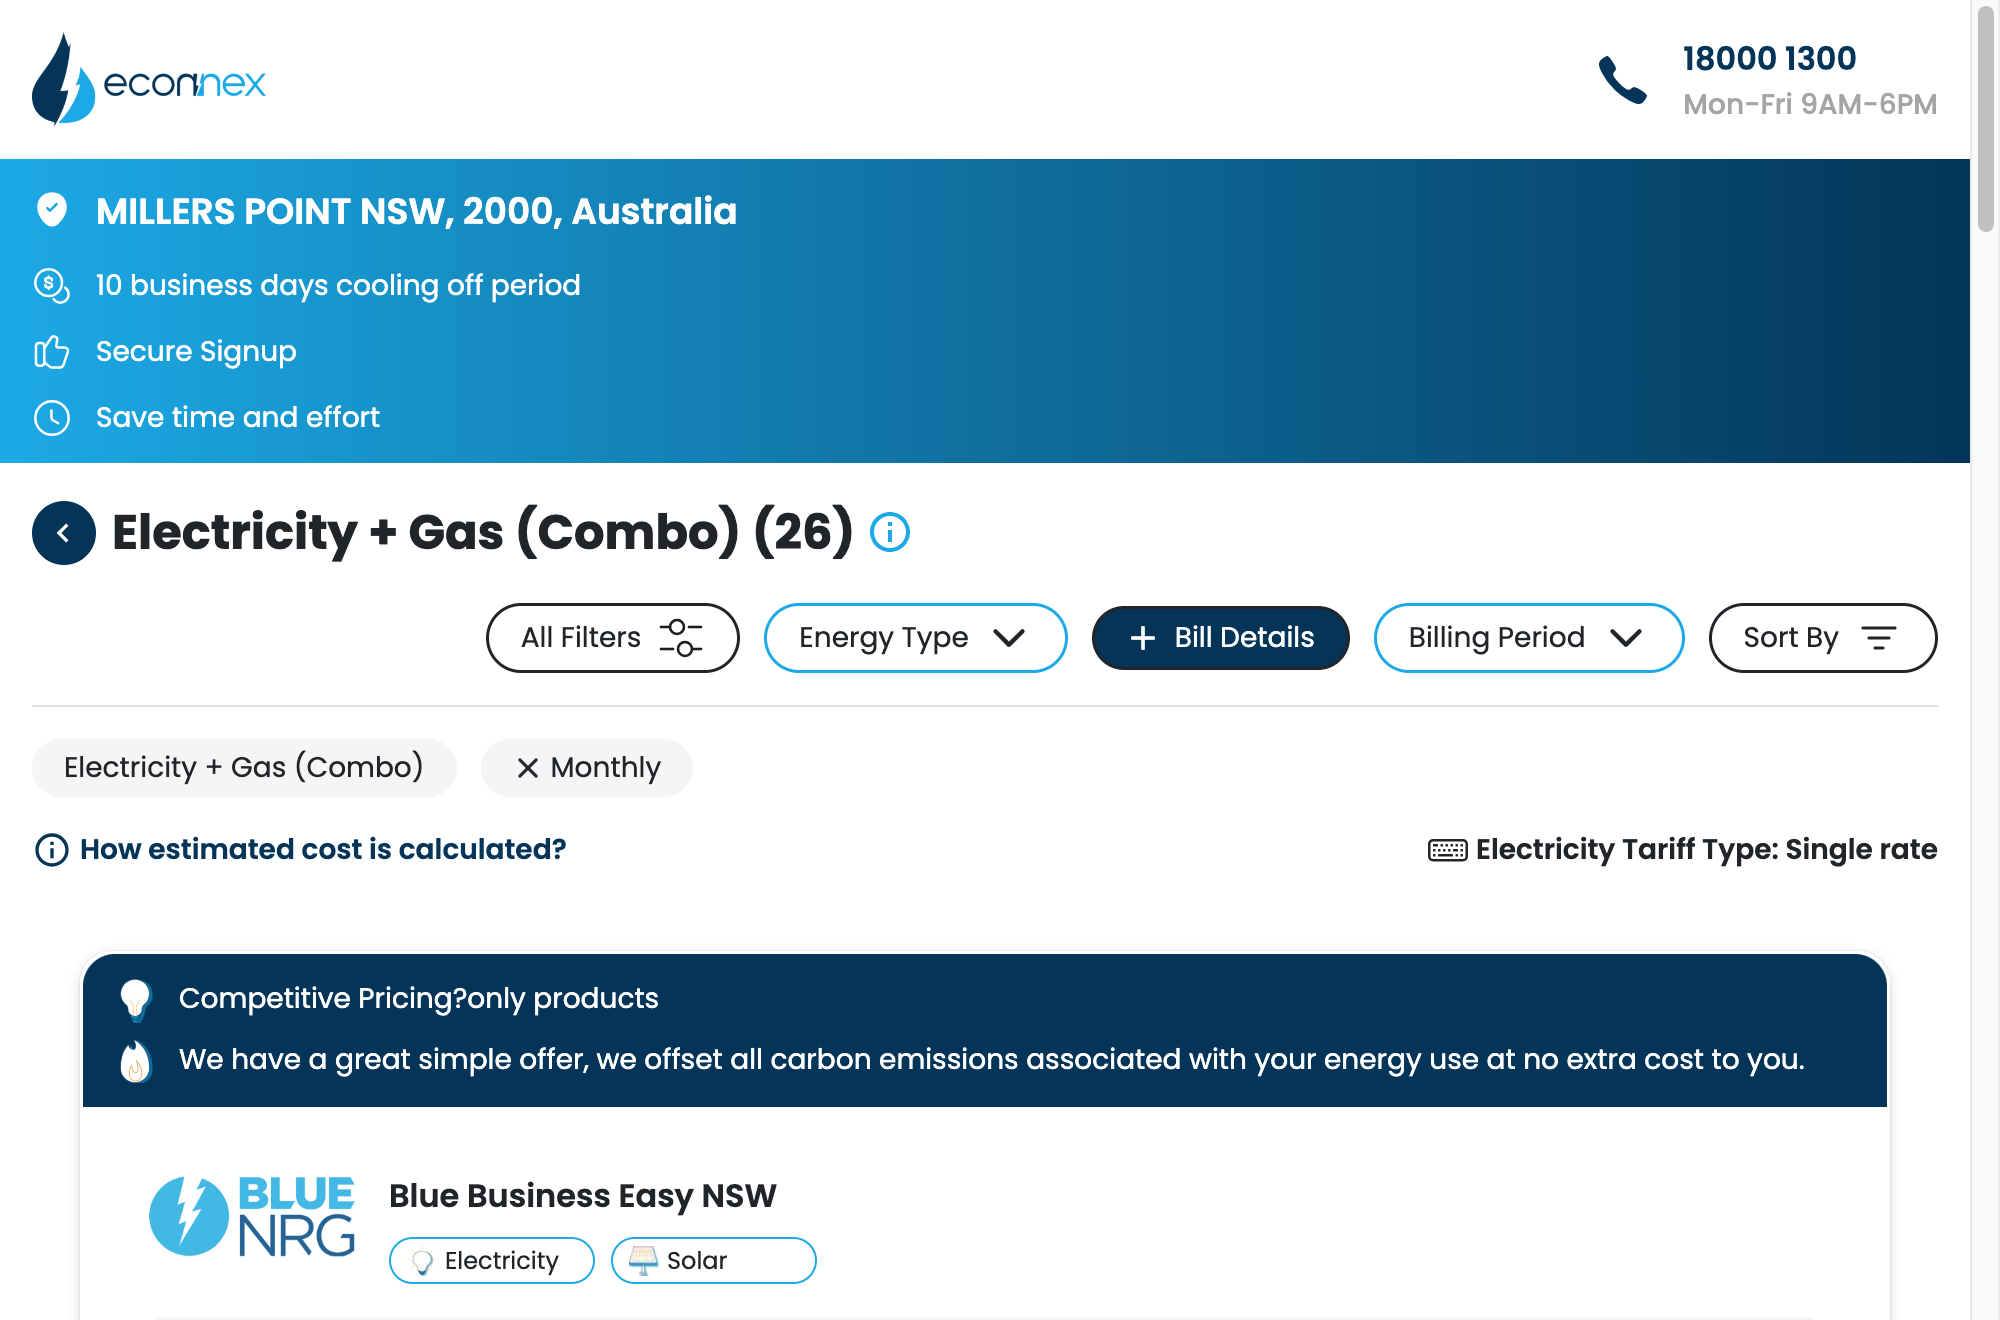 econnex
18000 1300
Mon-Fri 9AM-6PM
MILLERS POINT NSW, 2000, Australia
10 business days cooling off period
Secure Signup
Save time and effort
Electricity + Gas (Combo) (26)
All Filters
Energy Type
+ Bill Details
Billing Period
Sort By
Electricity + Gas (Combo)
Monthly
How estimated cost is calculated?
Electricity Tariff Type: Single rate
Competitive Pricing?only products
We have a great simple offer, we offset all carbon emissions associated with your energy use at no extra cost to you.
BLUE
NRG
Blue Business Easy NSW
Electricity
Solar